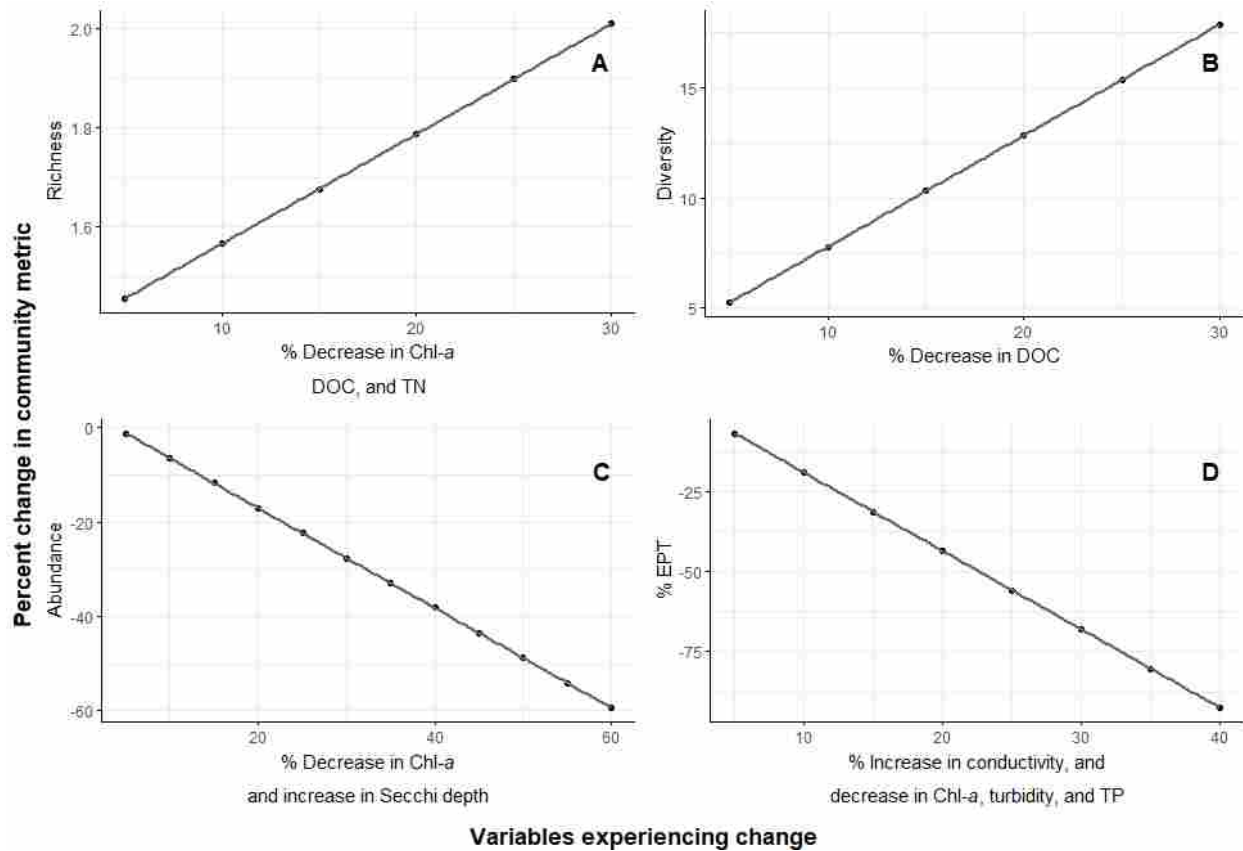 Percent change in community metric
Richness
2.0
1.8
1.6
A
10
20
30
% Decrease in Chl-a
DOC, and TN
Diversity
15
10
5
B
10
20
30
% Decrease in DOC
Abundance
0
-20
-40
-60
C
20
40
60
% Decrease in Chl-a
and increase in Secchi depth
% EPT
-25
-50
-75
D
10
20
30
40
% Increase in conductivity, and
decrease in Chl-a, turbidity, and TP
Variables experiencing change